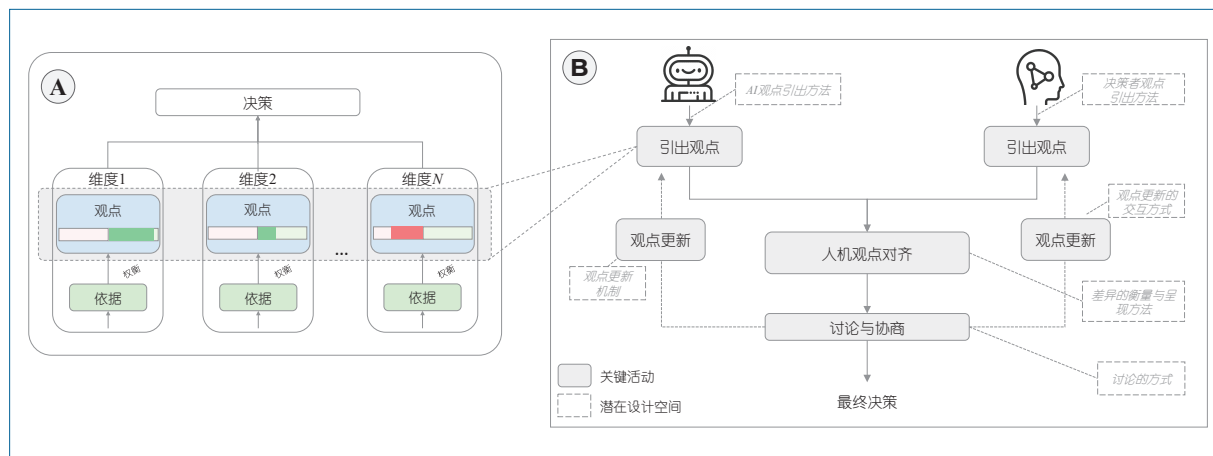 A
决策
维度1
维度2
维度N
观点
观点
观点
...
权衡
权衡
权衡
依据
依据
依据
B
AI观点引出方法
决策者观点
引出方法
引出观点
引出观点
观点更新的
交互方式
观点更新
人机观点对齐
观点更新
观点更新
机制
差异的衡量与呈
现方法
讨论与协商
关键活动
讨论的方式
潜在设计空间
最终决策